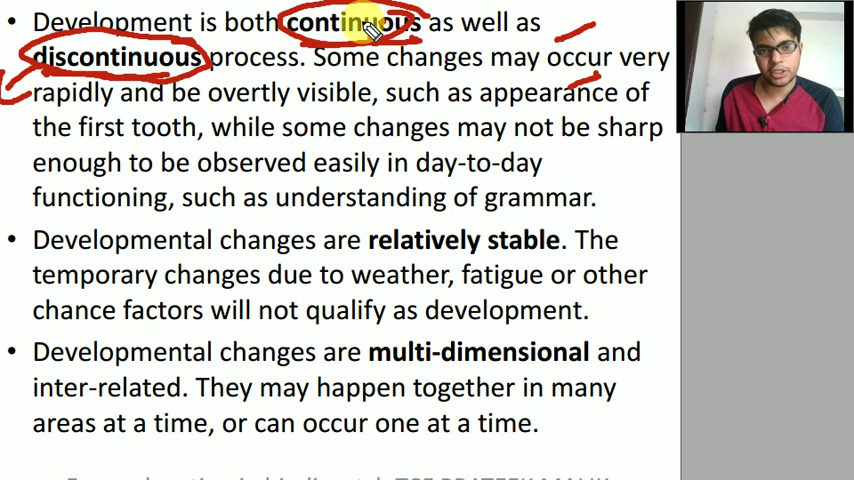 • Development is both continuous as well as
discontinuous process. Some changes may occur very
rapidly and be overtly visible, such as appearance of
the first tooth, while some changes may not be sharp
enough to be observed easily in day-to-day
functioning, such as understanding of grammar.
• Developmental changes are relatively stable. The
temporary changes due to weather, fatigue or other
chance factors will not qualify as development.
• Developmental changes are multi-dimensional and
inter-related. They may happen together in many
areas at a time, or can occur one at a time.